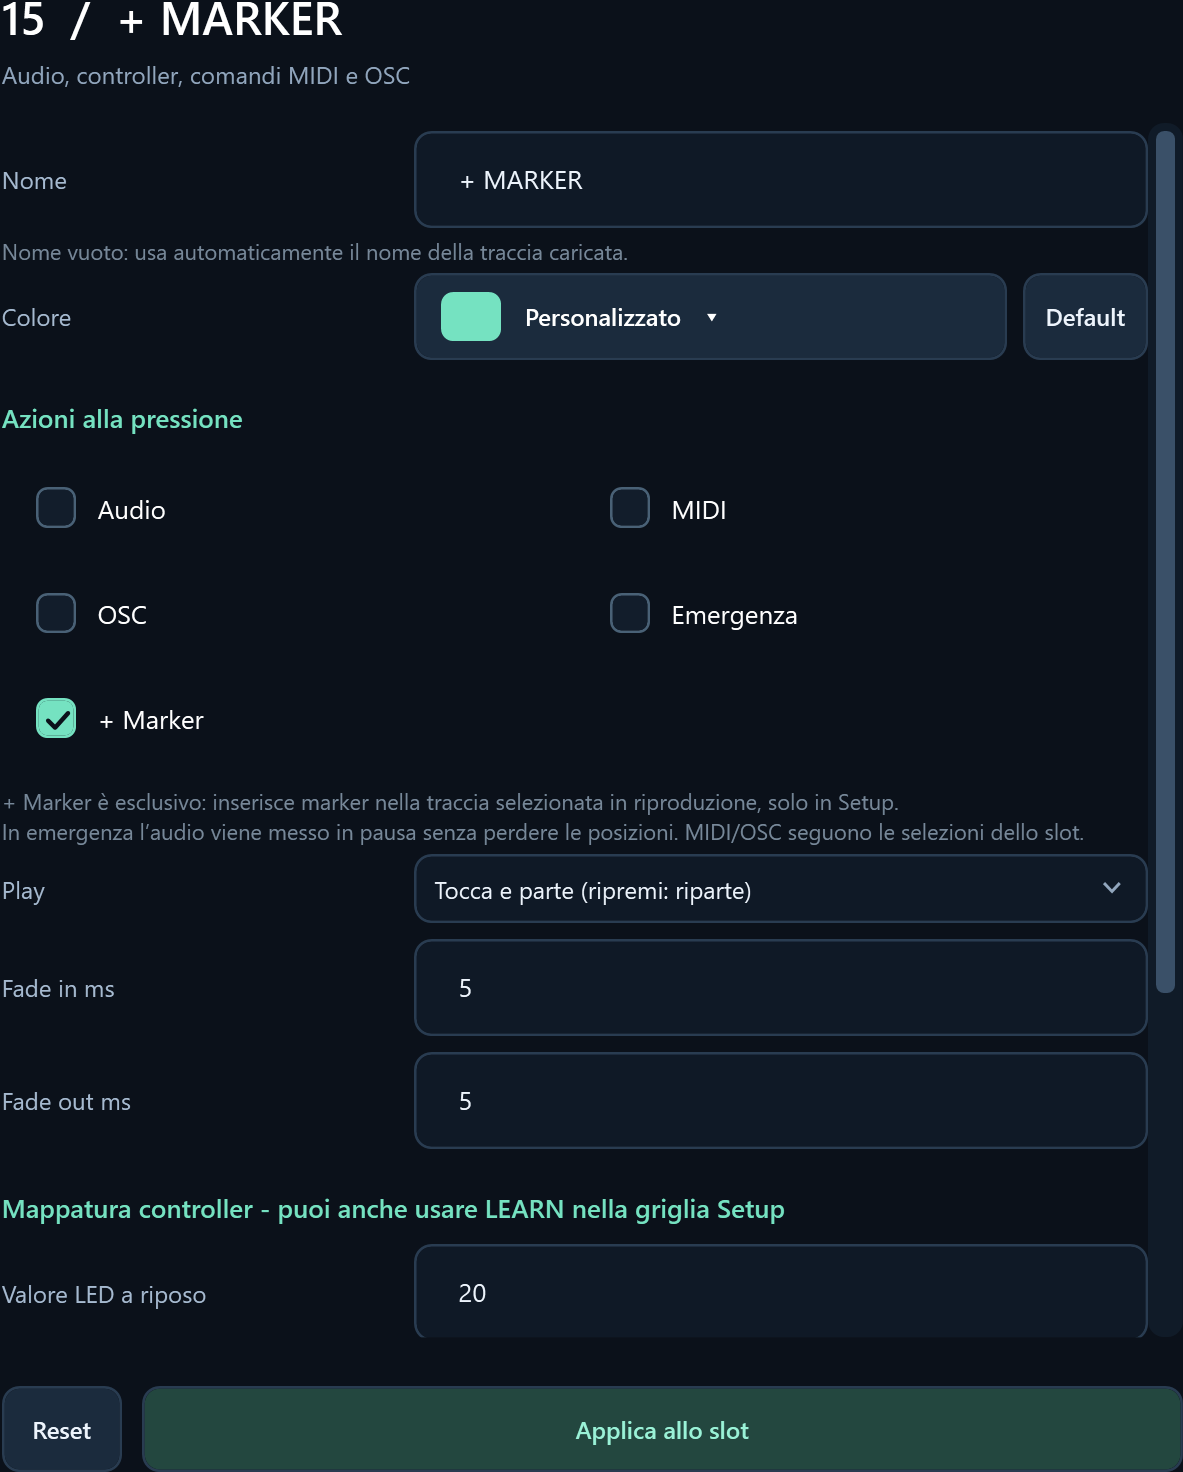 15 / + MARKER
Audio, controller, comandi MIDI e OSC
Nome
+ MARKER
Nome vuoto: usa automaticamente il nome della traccia caricata.
Colore
Personalizzato
Default
Azioni alla pressione
Audio
MIDI
OSC
Emergenza
+ Marker
+ Marker è esclusivo: inserisce marker nella traccia selezionata in riproduzione, solo in Setup.
In emergenza l’audio viene messo in pausa senza perdere le posizioni. MIDI/OSC seguono le selezioni dello slot.
Play
Tocca e parte (ripremi: riparte)
Fade in ms
5
Fade out ms
5
Mappatura controller - puoi anche usare LEARN nella griglia Setup
Valore LED a riposo
20
Reset
Applica allo slot